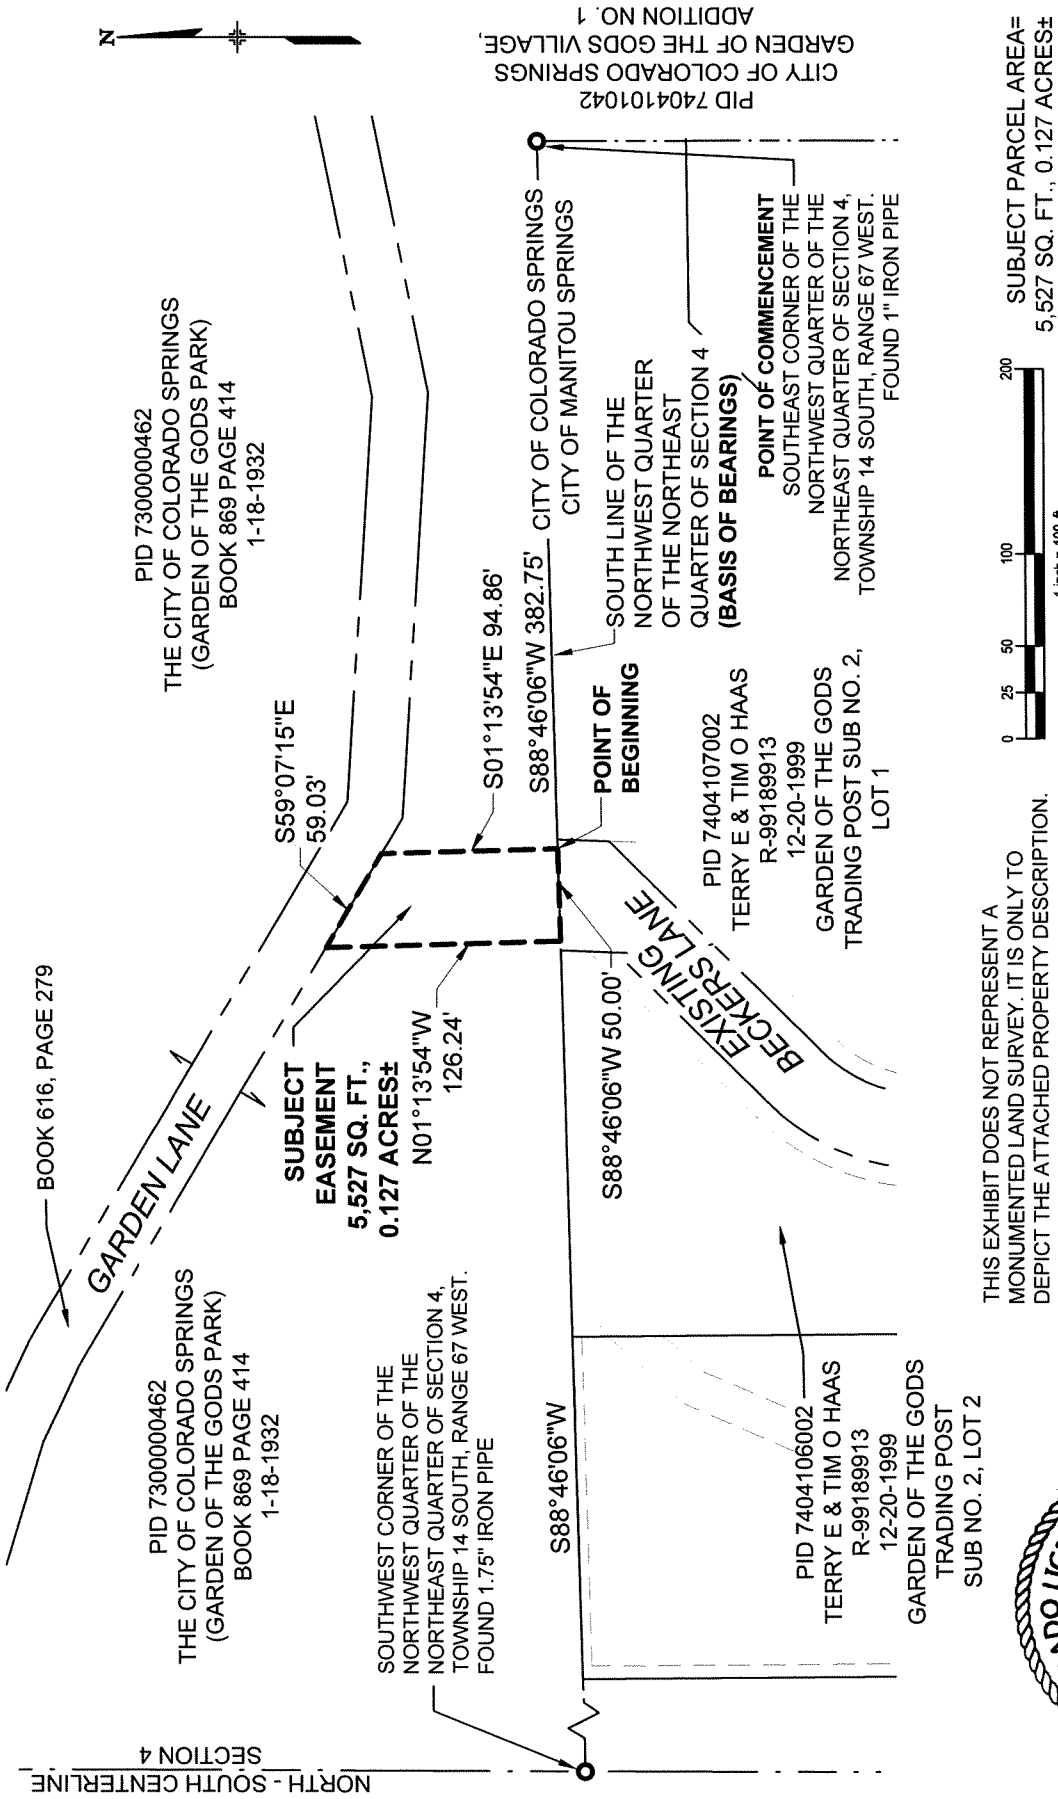 N
BOOK 616, PAGE 279
GARDEN LANE
PID 7300000462
THE CITY OF COLORADO SPRINGS
(GARDEN OF THE GODS PARK)
BOOK 869 PAGE 414
1-18-1932
PID 7300000462
THE CITY OF COLORADO SPRINGS
(GARDEN OF THE GODS PARK)
BOOK 869 PAGE 414
1-18-1932
S59°07'15"E
59.03'
SUBJECT
EASEMENT
5,527 SQ. FT.,
0.127 ACRES±
N01°13'54"W
126.24'
S01°13'54"E 94.86'
S88°46'06"W 382.75'
CITY OF COLORADO SPRINGS
CITY OF MANITOU SPRINGS
PID 7404101042
CITY OF COLORADO SPRINGS
GARDEN OF THE GODS VILLAGE,
ADDITION NO. 1
NORTH - SOUTH CENTERLINE
SECTION 4
SOUTHWEST CORNER OF THE
NORTHWEST QUARTER OF THE
NORTHEAST QUARTER OF SECTION 4,
TOWNSHIP 14 SOUTH, RANGE 67 WEST.
FOUND 1.75" IRON PIPE
S88°46'06"W
S88°46'06"W 50.00'
POINT OF
BEGINNING
SOUTH LINE OF THE
NORTHWEST QUARTER
OF THE NORTHEAST
QUARTER OF SECTION 4
(BASIS OF BEARINGS)
POINT OF COMMENCEMENT
SOUTHEAST CORNER OF THE
NORTHWEST QUARTER OF THE
NORTHEAST QUARTER OF SECTION 4,
TOWNSHIP 14 SOUTH, RANGE 67 WEST.
FOUND 1" IRON PIPE
EXISTING
BECKERS LANE
PID 7404107002
TERRY E & TIM O HAAS
R-99189913
12-20-1999
GARDEN OF THE GODS
TRADING POST SUB NO. 2,
LOT 1
PID 7404106002
TERRY E & TIM O HAAS
R-99189913
12-20-1999
GARDEN OF THE GODS
TRADING POST
SUB NO. 2, LOT 2
THIS EXHIBIT DOES NOT REPRESENT A
MONUMENTED LAND SURVEY. IT IS ONLY TO
DEPICT THE ATTACHED PROPERTY DESCRIPTION.
0 25 50 100 200
SUBJECT PARCEL AREA=
5,527 SQ. FT., 0.127 ACRES±